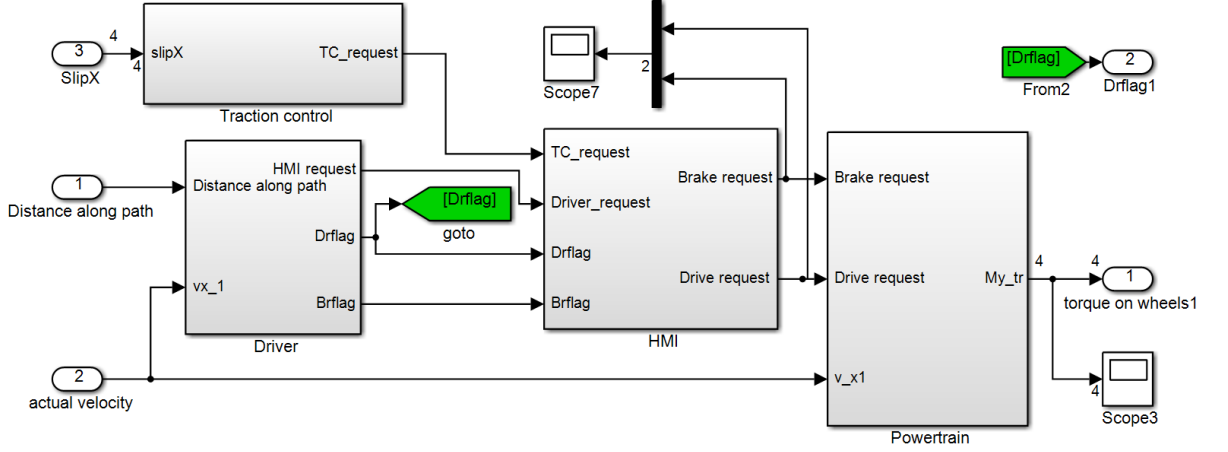 3
SlipX
4
4
slipX
TC_request
Traction control
Scope7
2
[Drflag]
From2
2
Drflag1
1
Distance along path
HMI request
Distance along path
Drflag
vx_1
Brflag
Driver
[Drflag]
goto
TC_request
Driver_request
Drflag
Brflag
Brake request
Drive request
HMI
Brake request
Drive request
v_x1
My_tr
Powertrain
4
4
1
torque on wheels1
4
Scope3
2
actual velocity